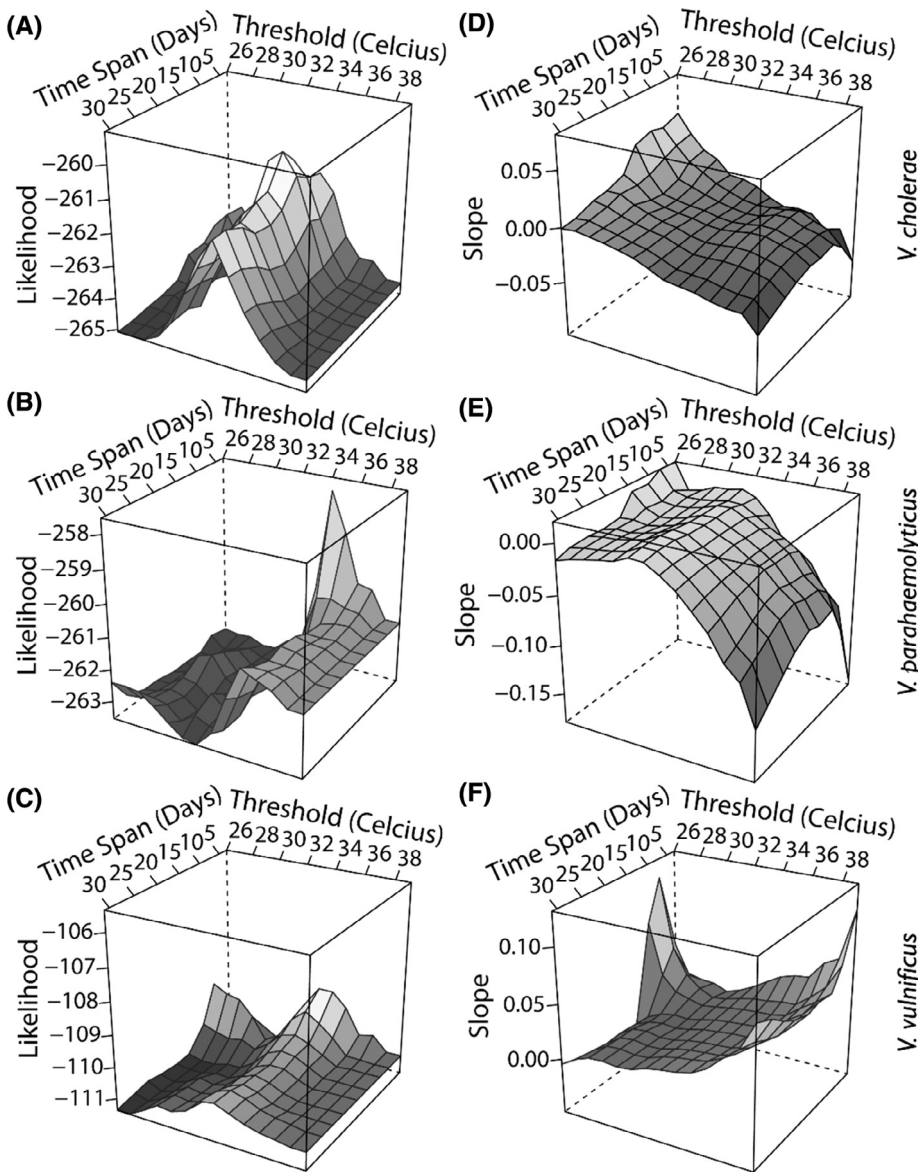 (A)
Time Span (Days)
Threshold (Celcius)
30 25 20 15 10 5
26 28 30 32 34 36 38
Likelihood
−260
−261
−262
−263
−264
−265
(D)
Time Span (Days)
Threshold (Celcius)
30 25 20 15 10 5
26 28 30 32 34 36 38
Slope
0.05
0.00
−0.05
V. cholerae
(B)
Time Span (Days)
Threshold (Celcius)
30 25 20 15 10 5
26 28 30 32 34 36 38
Likelihood
−258
−259
−260
−261
−262
−263
(E)
Time Span (Days)
Threshold (Celcius)
30 25 20 15 10 5
26 28 30 32 34 36 38
Slope
0.00
−0.05
−0.10
−0.15
V. barahaemolyticus
(C)
Time Span (Days)
Threshold (Celcius)
30 25 20 15 10 5
26 28 30 32 34 36 38
Likelihood
−106
−107
−108
−109
−110
−111
(F)
Time Span (Days)
Threshold (Celcius)
30 25 20 15 10 5
26 28 30 32 34 36 38
Slope
0.10
0.05
0.00
V. vulnificus